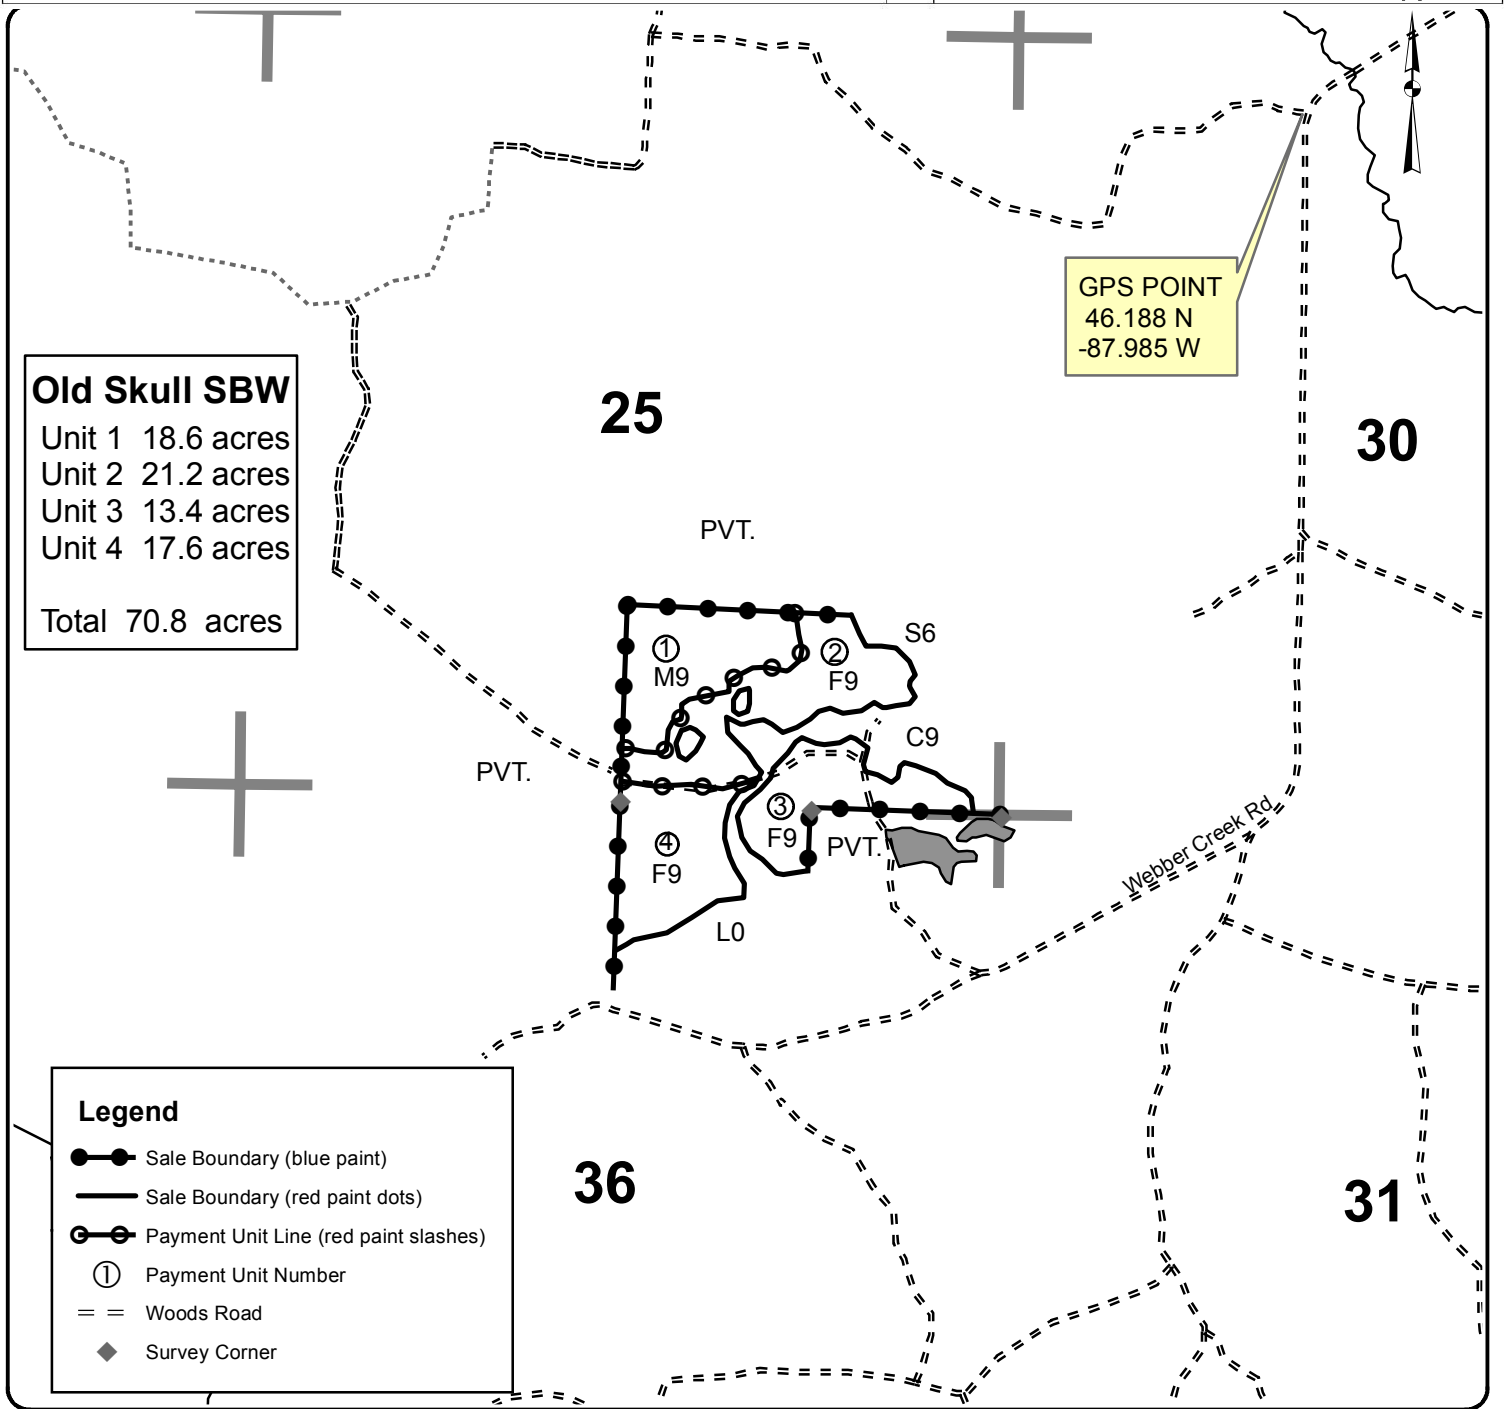 GPS POINT
46.188 N
-87.985 W
Old Skull SBW
Unit 1 18.6 acres
Unit 2 21.2 acres
Unit 3 13.4 acres
Unit 4 17.6 acres
Total 70.8 acres
25
30
PVT.
S6
1
M9
2
F9
C9
PVT.
3
F9
PVT.
4
F9
L0
Webber Creek Rd
36
31
Legend
Sale Boundary (blue paint)
Sale Boundary (red paint dots)
Payment Unit Line (red paint slashes)
1 Payment Unit Number
Woods Road
Survey Corner